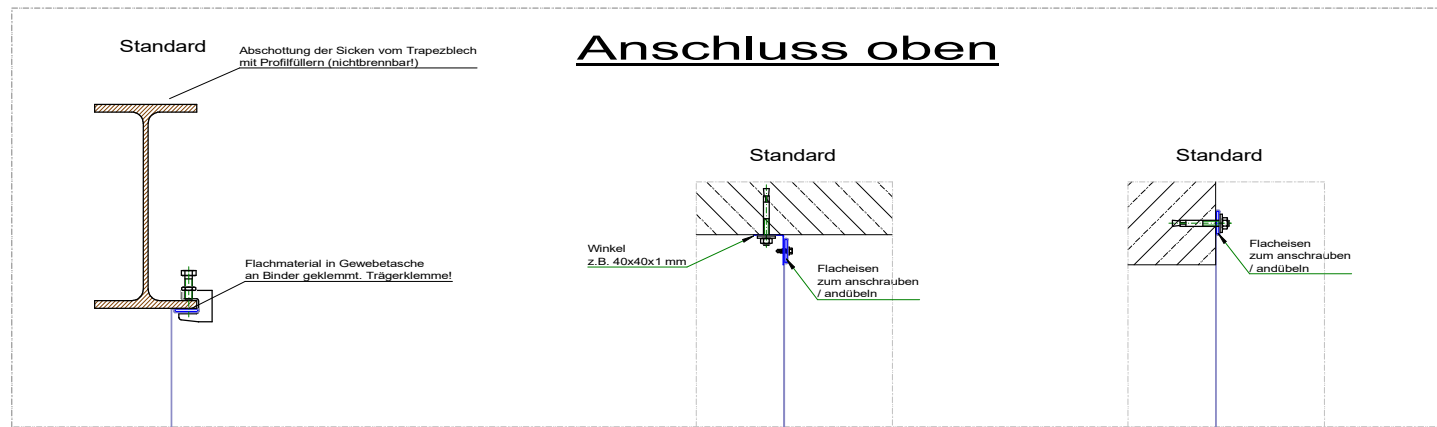 Anschluss oben
Standard
Abschottung der Sicken vom Trapezblech
mit Profilfüllern (nichtbrennbar!)
Flachmaterial in Gewebetasche
an Binder geklemmt. Trägerklemme!
Standard
Winkel
z.B. 40x40x1 mm
Flacheisen
zum anschrauben
/ andübeln
Standard
Flacheisen
zum anschrauben
/ andübeln